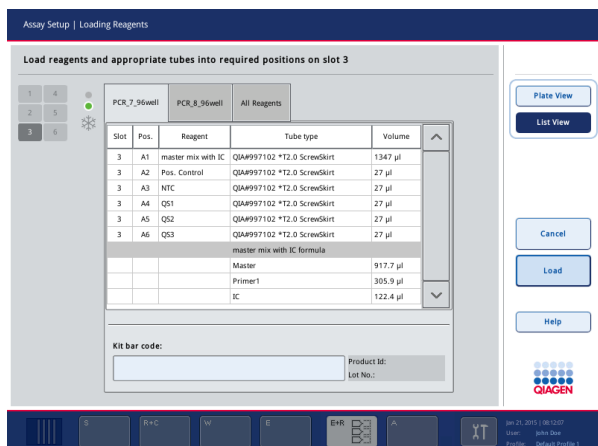 Assay Setup | Loading Reagents
Load reagents and appropriate tubes into required positions on slot 3
1 4
2 5
3 6
PCR_7_96well PCR_8_96well All Reagents
Slot Pos. Reagent Tube type Volume
3 A1 master mix with IC QIA#997102 *T2.0 ScrewSkirt 1347 µl
3 A2 Pos. Control QIA#997102 *T2.0 ScrewSkirt 27 µl
3 A3 NTC QIA#997102 *T2.0 ScrewSkirt 27 µl
3 A4 QS1 QIA#997102 *T2.0 ScrewSkirt 27 µl
3 A5 QS2 QIA#997102 *T2.0 ScrewSkirt 27 µl
3 A6 QS3 QIA#997102 *T2.0 ScrewSkirt 27 µl
master mix with IC formula
Master 917.7 µl
Primer1 305.9 µl
IC 122.4 µl
Kit bar code:
Product Id:
Lot No.:
Plate View
List View
Cancel
Load
Help
QIAGEN
S R+C W E E+R A
Jan 21, 2015 | 08:12:07
User: John Doe
Profile: Default Profile 1